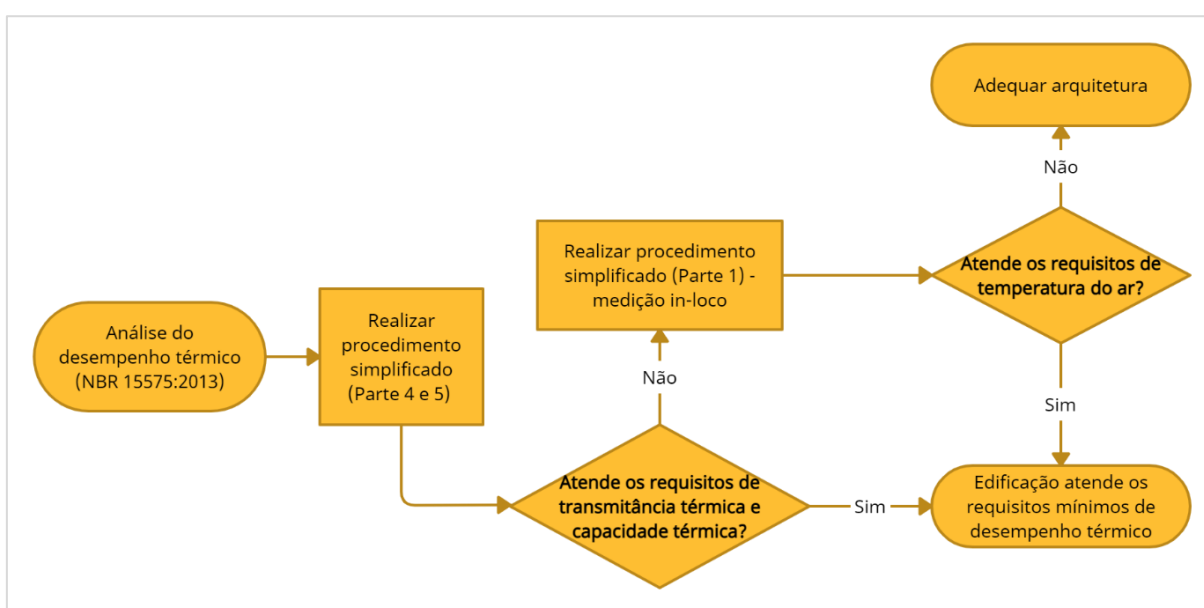 Análise do
desempenho térmico
(NBR 15575:2013)
Realizar
procedimento
simplificado
(Parte 4 e 5)
Atende os requisitos de
transmitância térmica e
capacidade térmica?
Não
Sim
Realizar procedimento
simplificado (Parte 1) -
medição in-loco
Atende os requisitos de
temperatura do ar?
Não
Adequar arquitetura
Sim
Edificação atende os
requisitos mínimos de
desempenho térmico